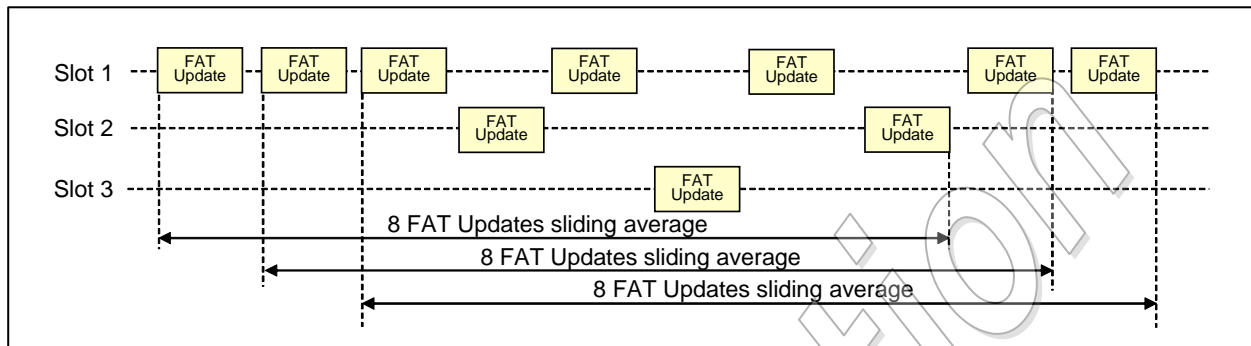 Slot 1
FAT
Update
FAT
Update
FAT
Update
FAT
Update
FAT
Update
FAT
Update
FAT
Update
Slot 2
FAT
Update
FAT
Update
Slot 3
FAT
Update
8 FAT Updates sliding average
8 FAT Updates sliding average
8 FAT Updates sliding average
tion